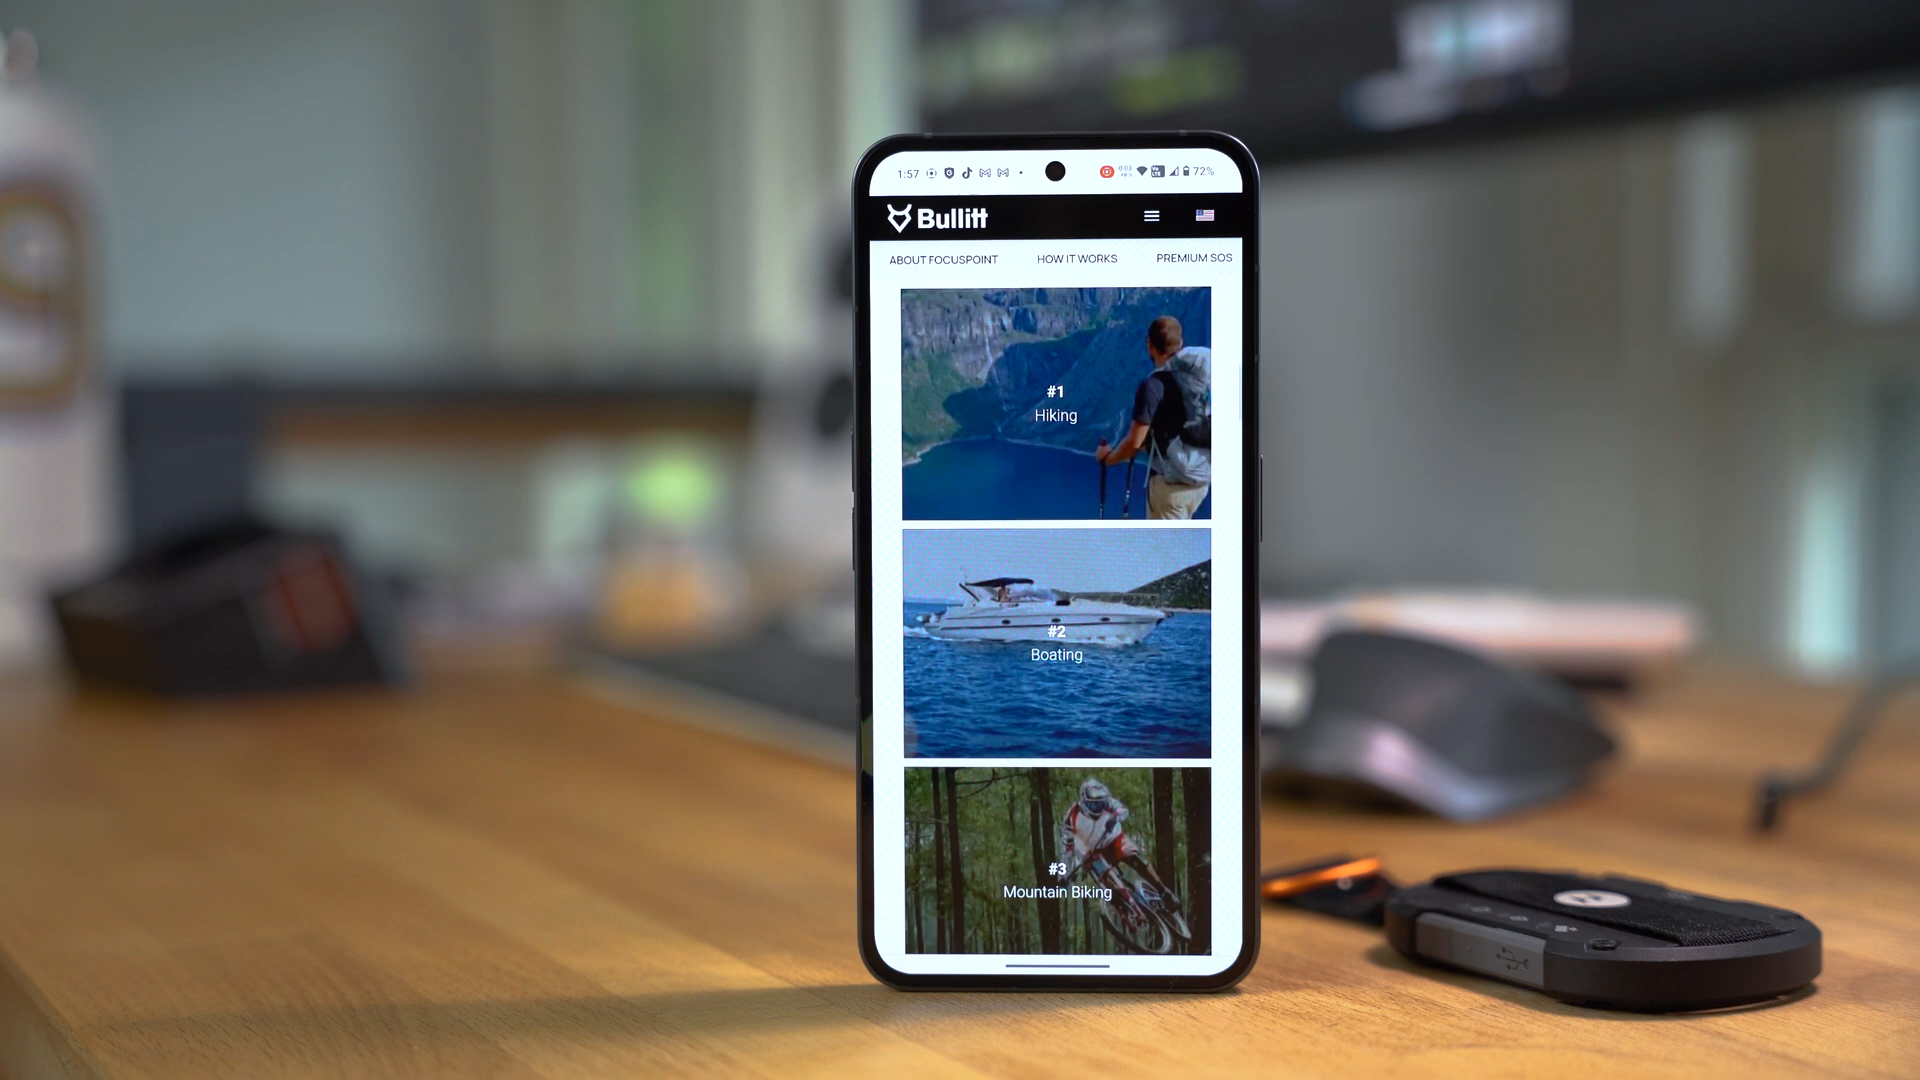 1:57
72%
Bullitt
ABOUT FOCUSPOINT HOW IT WORKS PREMIUM SOS
#1
Hiking
#2
Boating
#3
Mountain Biking